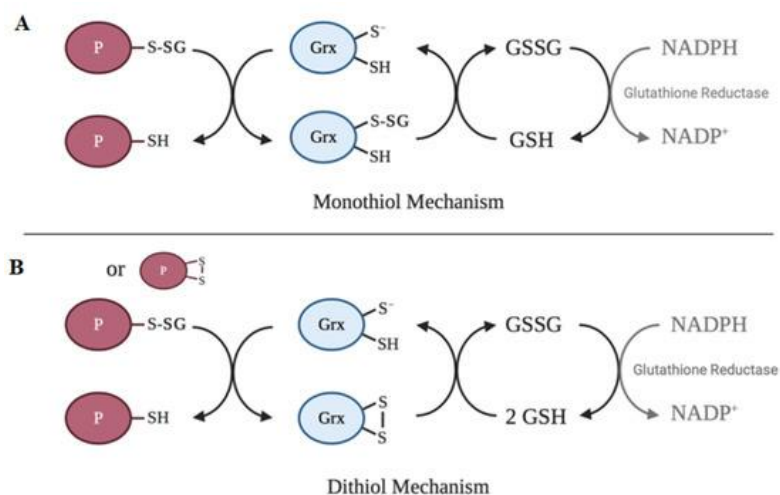 A
P S-SG Grx S⁻ SH GSSG NADPH
Glutathione Reductase
P SH Grx S-SG SH GSH NADP⁺
Monothiol Mechanism
B
or P S S
P S-SG Grx S⁻ SH GSSG NADPH
Glutathione Reductase
P SH Grx S S 2 GSH NADP⁺
Dithiol Mechanism